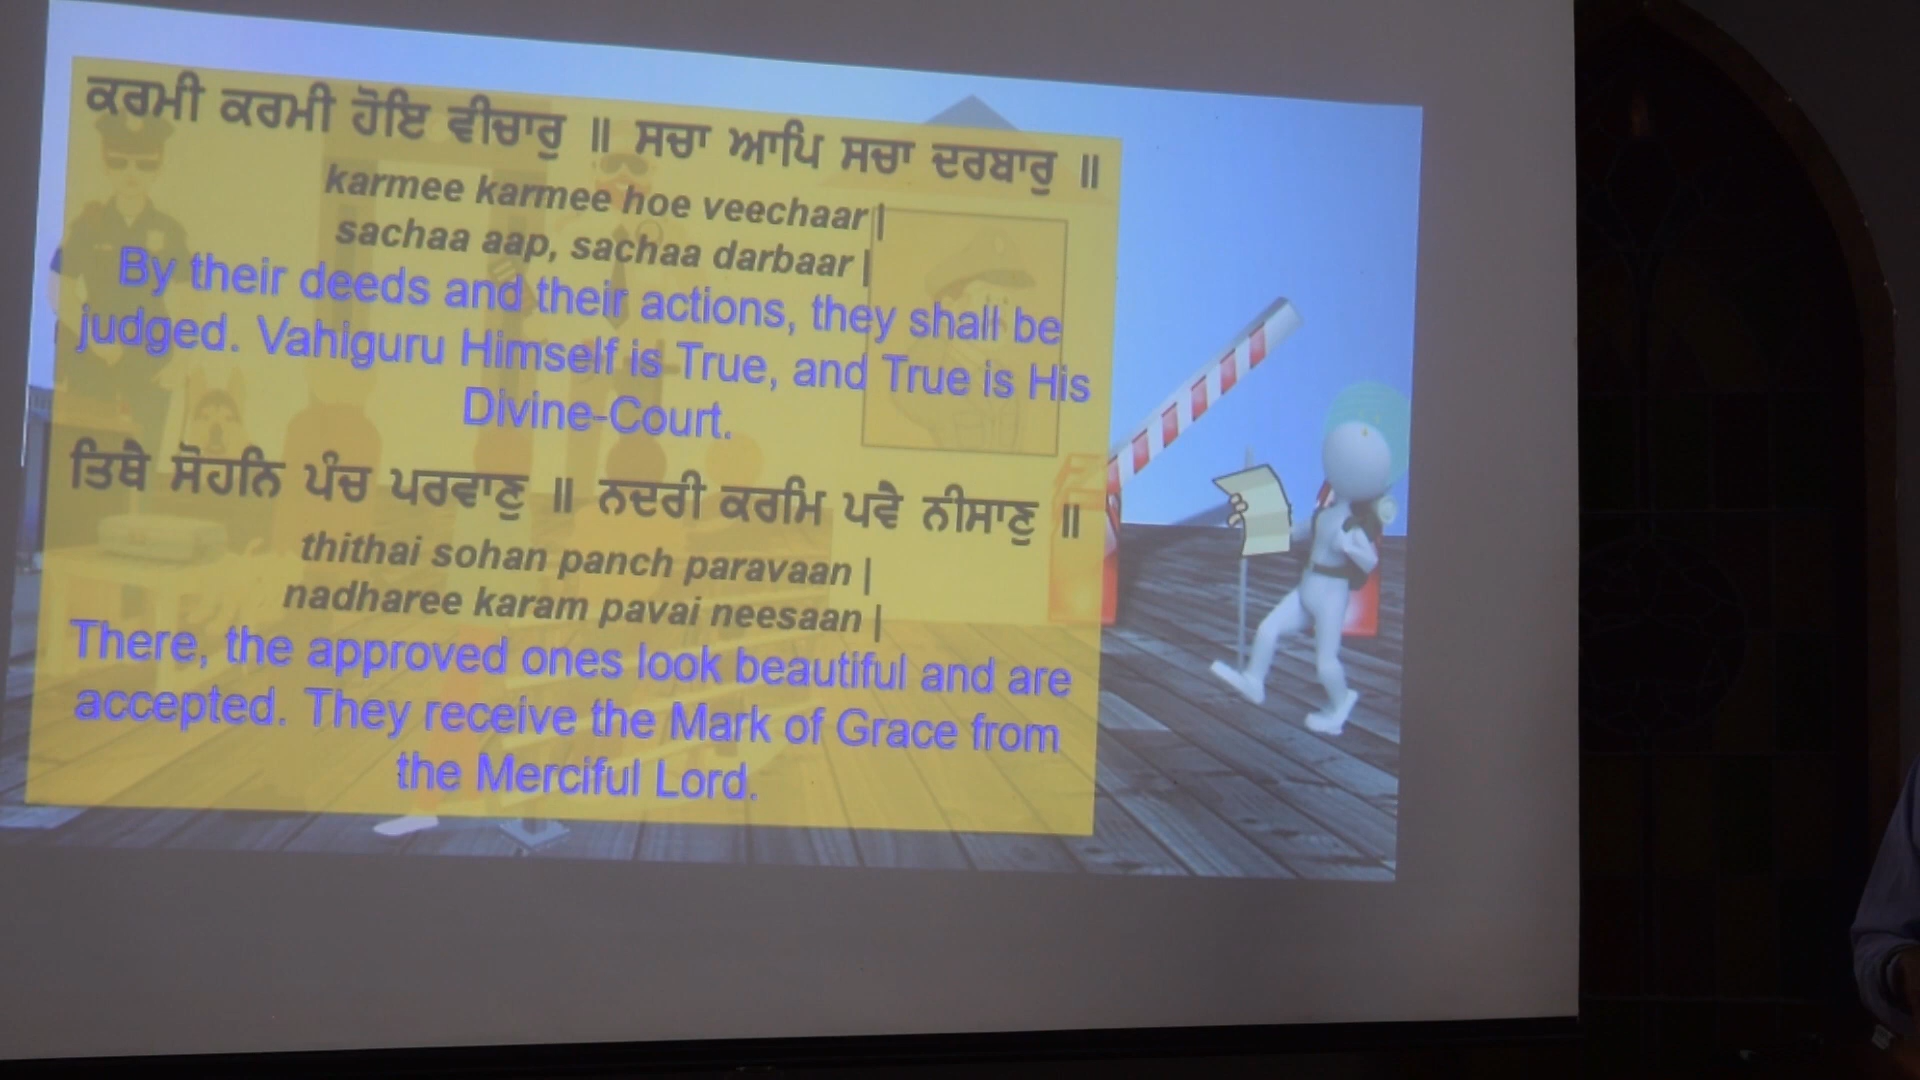 ਕਰਮੀ ਕਰਮੀ ਹੋਇ ਵੀਚਾਰੁ ॥ ਸਚਾ ਆਪਿ ਸਚਾ ਦਰਬਾਰੁ ॥
karmee karmee hoe veechaar |
sachaa aap, sachaa darbaar |
By their deeds and their actions, they shall be
judged. Vahiguru Himself is True, and True is His
Divine-Court.
ਤਿਥੈ ਸੋਹਨਿ ਪੰਚ ਪਰਵਾਣੁ ॥ ਨਦਰੀ ਕਰਮਿ ਪਵੈ ਨੀਸਾਣੁ ॥
thithai sohan panch paravaan |
nadharee karam pavai neesaan |
There, the approved ones look beautiful and are
accepted. They receive the Mark of Grace from
the Merciful Lord.